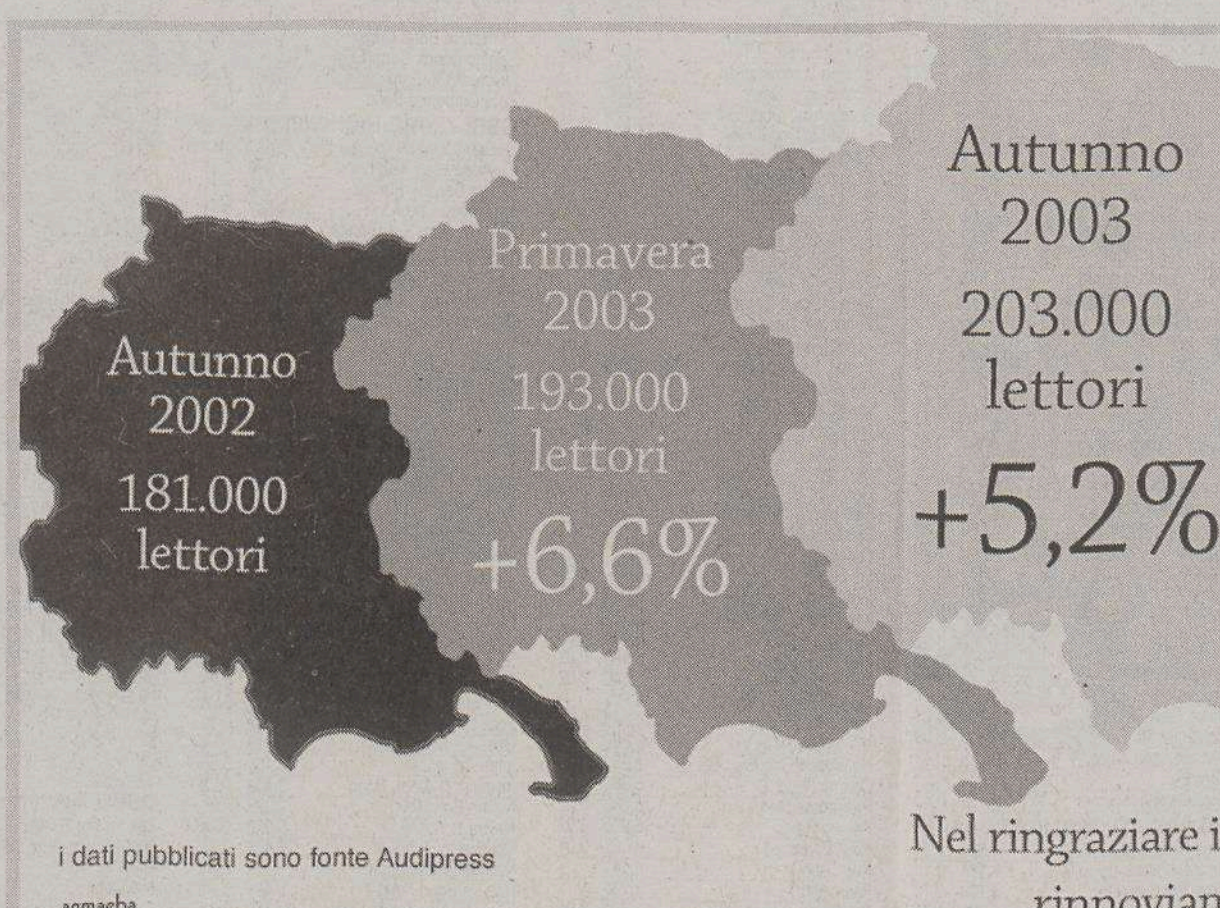 Autunno
2002
181.000
lettori
Primavera
2003
193.000
lettori
+6,6%
Autunno
2003
203.000
lettori
+5,2%
i dati pubblicati sono fonte Audipress
Nel ringraziare i